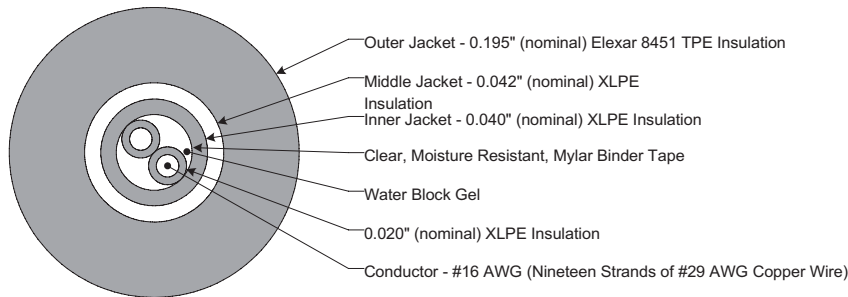 Outer Jacket - 0.195" (nominal) Elexar 8451 TPE Insulation
Middle Jacket - 0.042" (nominal) XLPE
Insulation
Inner Jacket - 0.040" (nominal) XLPE Insulation
Clear, Moisture Resistant, Mylar Binder Tape
Water Block Gel
0.020" (nominal) XLPE Insulation
Conductor - #16 AWG (Nineteen Strands of #29 AWG Copper Wire)